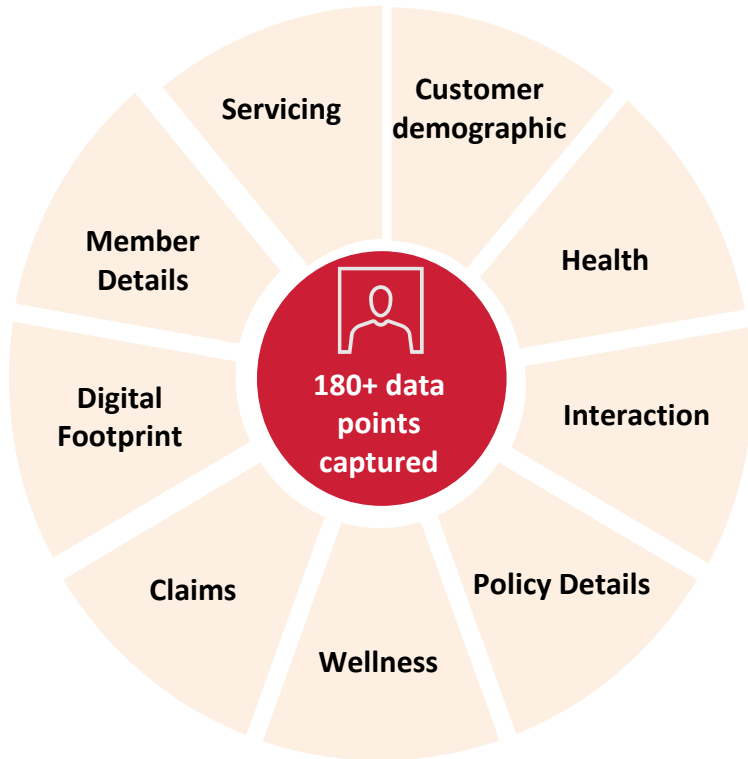 Servicing
Customer
demographic
Health
Interaction
Policy Details
Wellness
Claims
Digital
Footprint
Member
Details
180+ data
points
captured